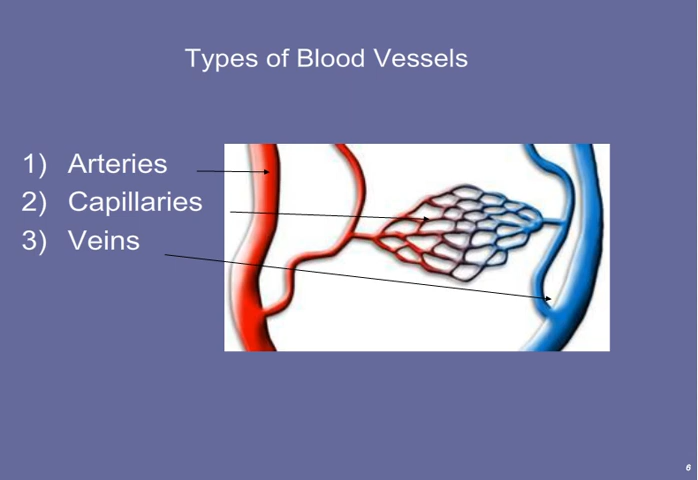 Types of Blood Vessels
1) Arteries
2) Capillaries
3) Veins
6